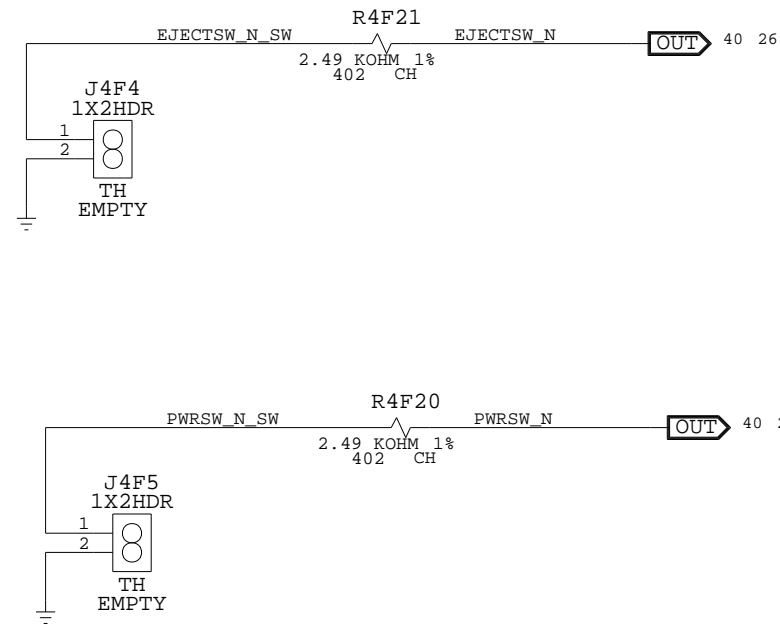 R4F21
EJECTSW_N_SW
EJECTSW_N
OUT
40 26
2.49 KOHM 1%
402 CH
J4F4
1X2HDR
1
2
TH
EMPTY
R4F20
PWRSW_N_SW
PWRSW_N
OUT
40
2.49 KOHM 1%
402 CH
J4F5
1X2HDR
1
2
TH
EMPTY